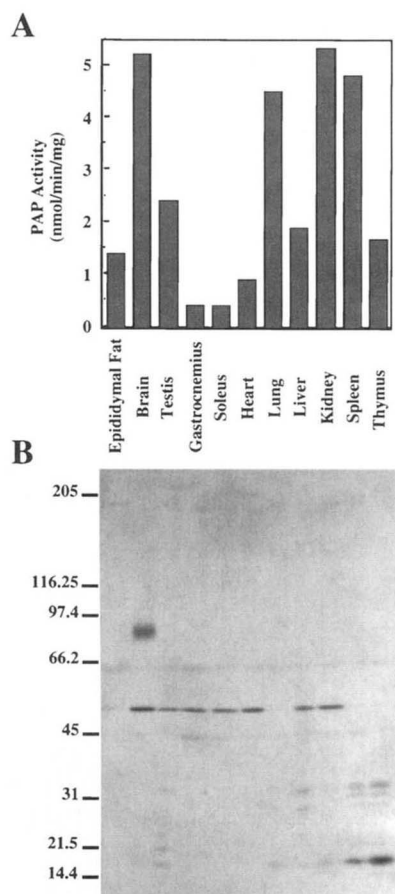 A
PAP Activity
(nmol/min/mg)
5
4
3
2
1
0
Epididymal Fat
Brain
Testis
Gastrocnemius
Soleus
Heart
Lung
Liver
Kidney
Spleen
Thymus
B
205
116.25
97.4
66.2
45
31
21.5
14.4